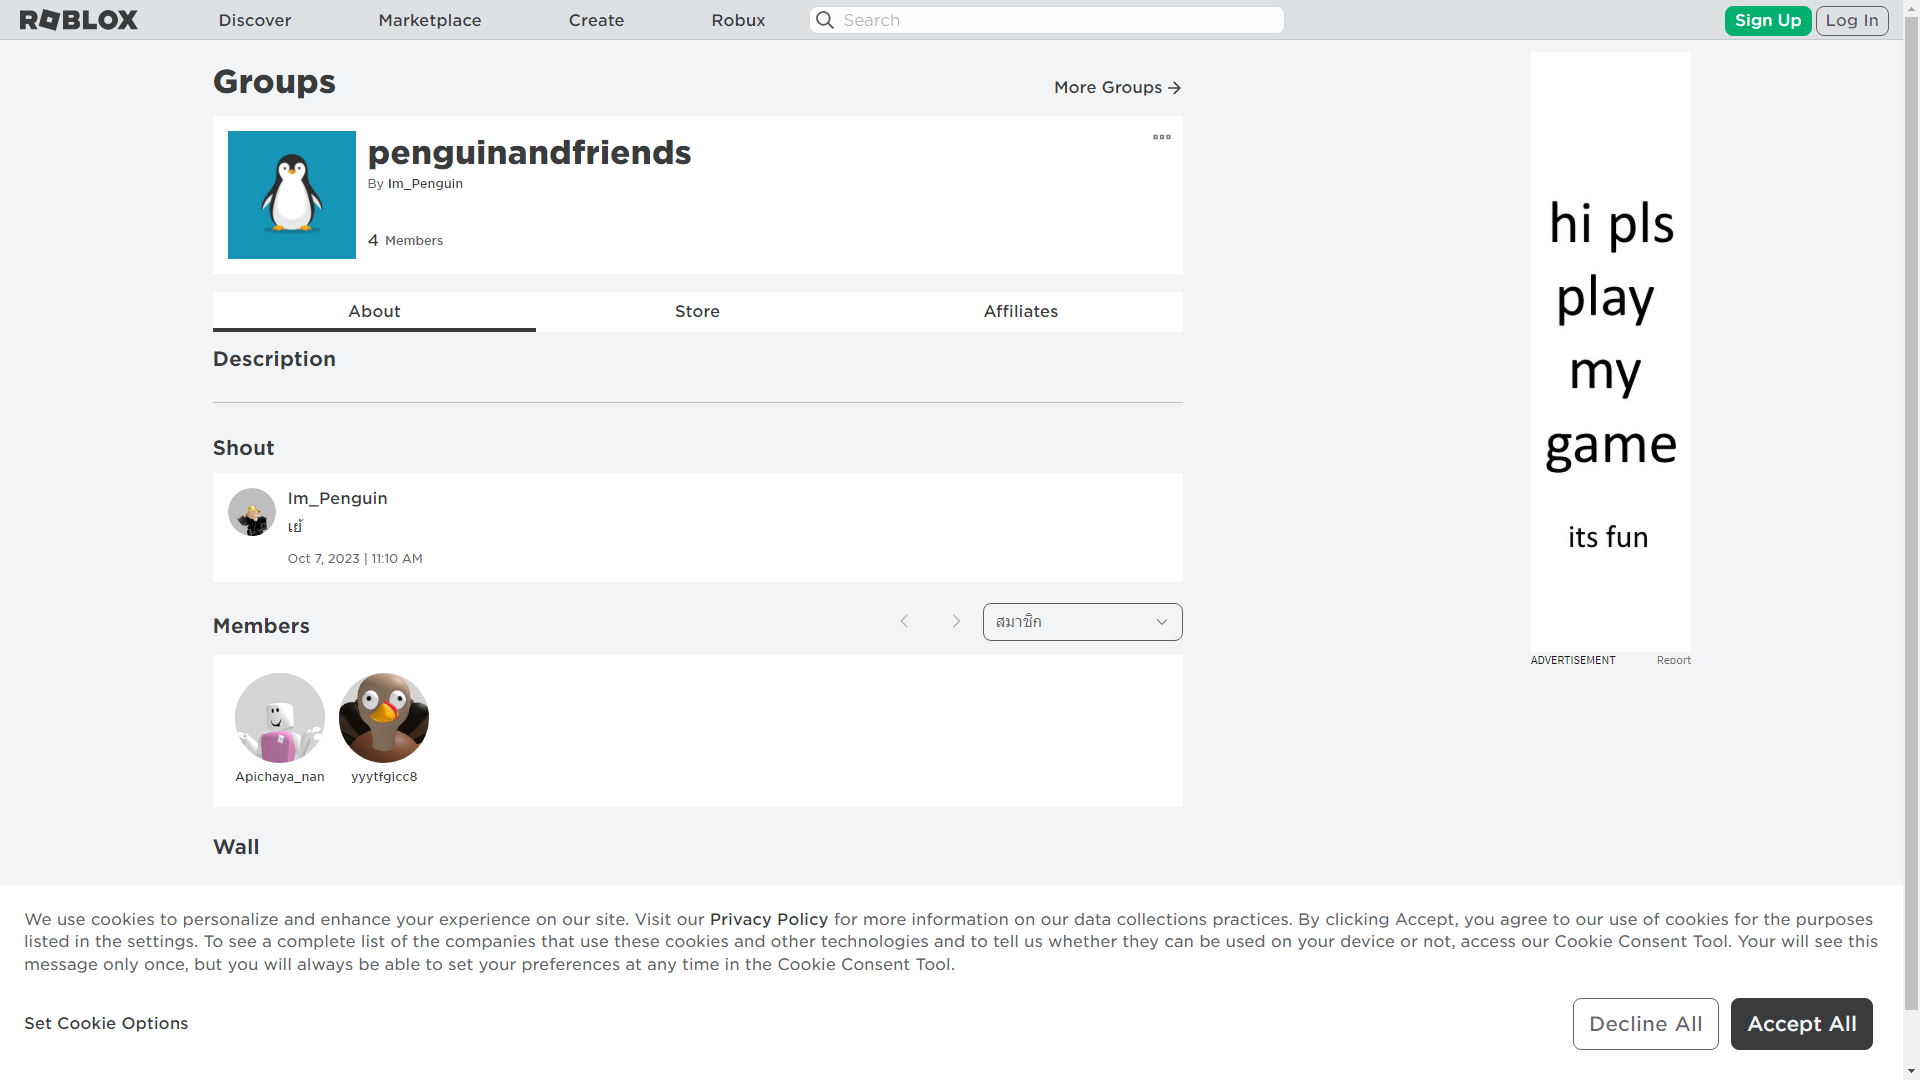 ROBLOX
Discover
Marketplace
Create
Robux
Search
Sign Up
Log In
Groups
More Groups
penguinandfriends
By Im_Penguin
4 Members
About
Store
Affiliates
Description
Shout
Im_Penguin
เย้
Oct 7, 2023 | 11:10 AM
Members
สมาชิก
Apichaya_nan
yyytfgicc8
Wall
hi pls
play
my
game
its fun
ADVERTISEMENT
Report
We use cookies to personalize and enhance your experience on our site. Visit our Privacy Policy for more information on our data collections practices. By clicking Accept, you agree to our use of cookies for the purposes
listed in the settings. To see a complete list of the companies that use these cookies and other technologies and to tell us whether they can be used on your device or not, access our Cookie Consent Tool. Your will see this
message only once, but you will always be able to set your preferences at any time in the Cookie Consent Tool.
Set Cookie Options
Decline All
Accept All